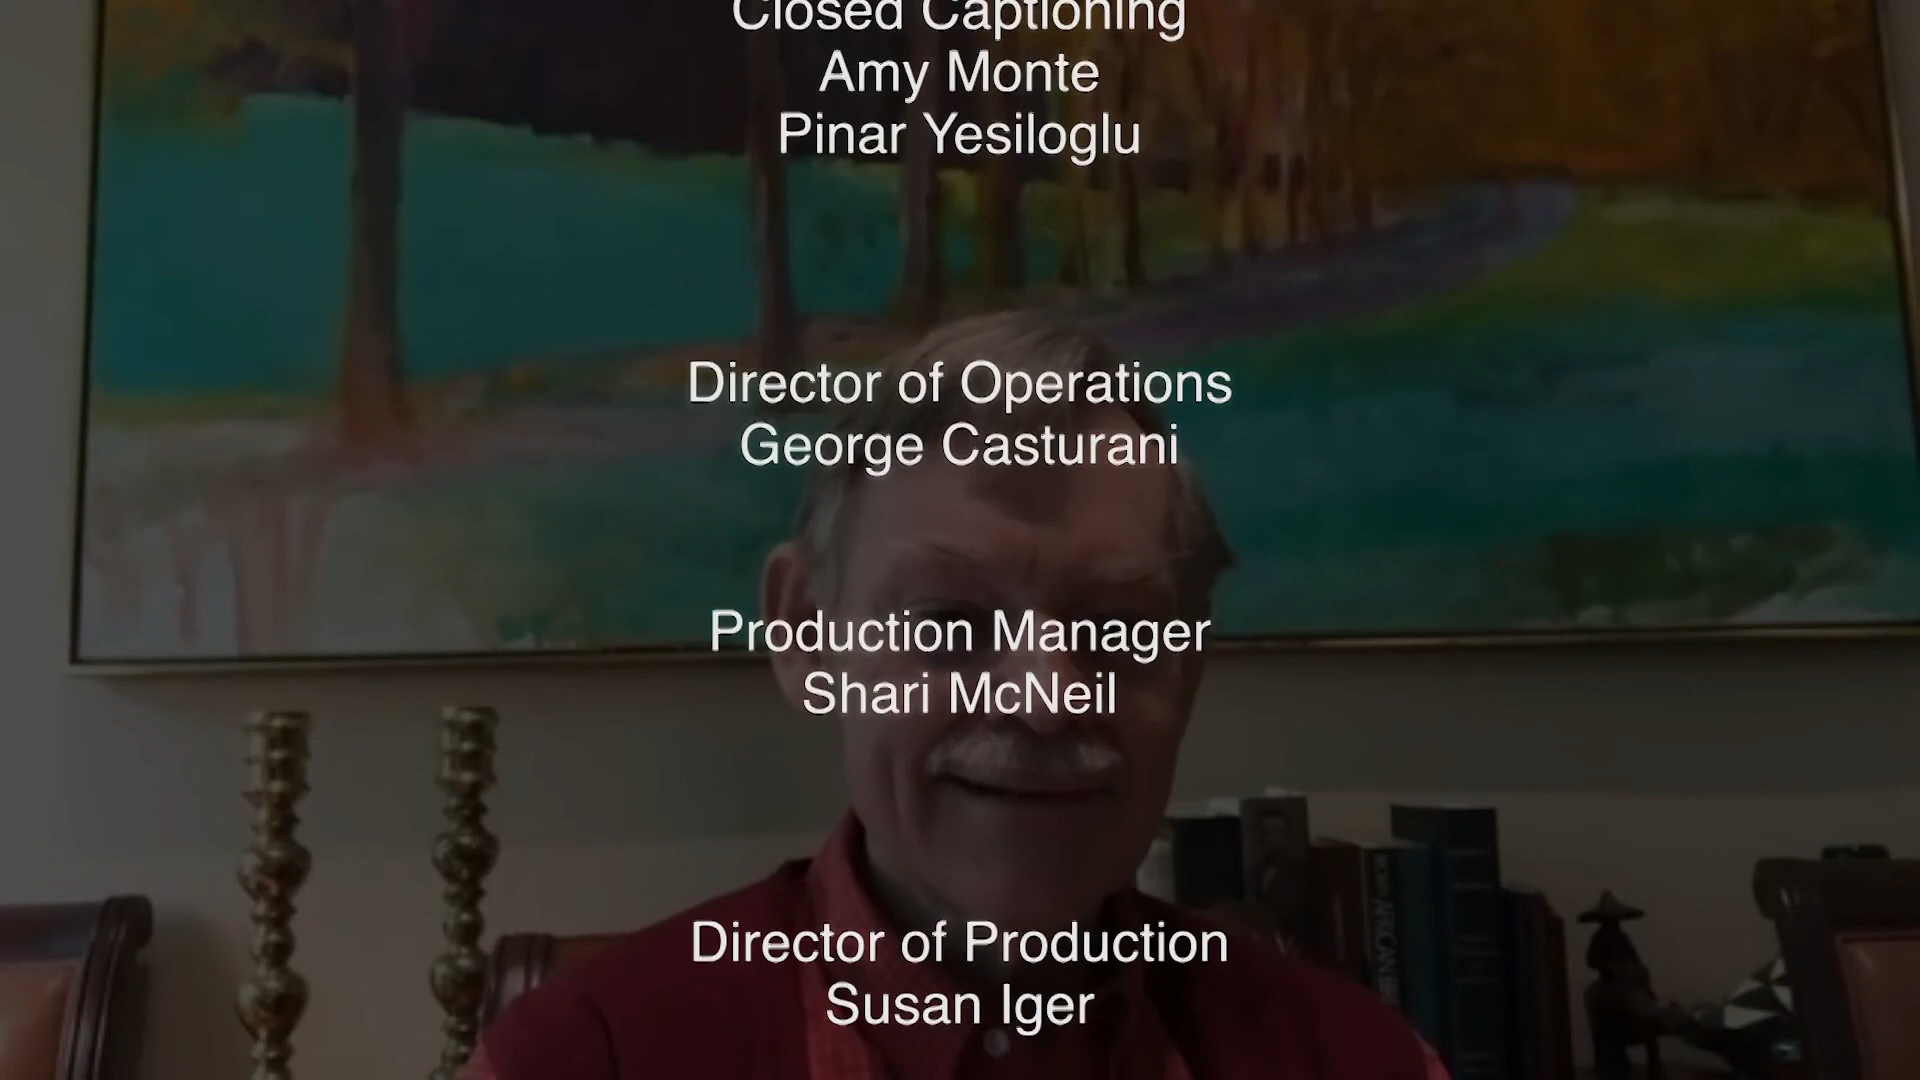 Closed Captioning
Amy Monte
Pinar Yesiloglu
Director of Operations
George Casturani
Production Manager
Shari McNeil
Director of Production
Susan Iger